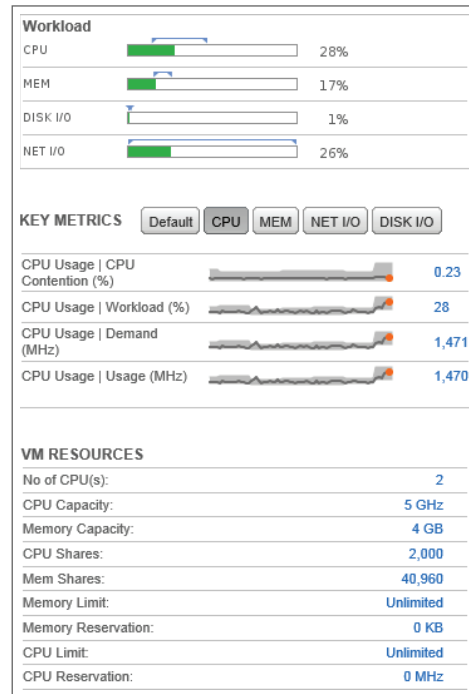 Workload
CPU 28%
MEM 17%
DISK I/O 1%
NET I/O 26%
KEY METRICS Default CPU MEM NET I/O DISK I/O
CPU Usage | CPU
Contention (%) 0.23
CPU Usage | Workload (%) 28
CPU Usage | Demand
(MHz) 1,471
CPU Usage | Usage (MHz) 1,470
VM RESOURCES
No of CPU(s): 2
CPU Capacity: 5 GHz
Memory Capacity: 4 GB
CPU Shares: 2,000
Mem Shares: 40,960
Memory Limit: Unlimited
Memory Reservation: 0 KB
CPU Limit: Unlimited
CPU Reservation: 0 MHz